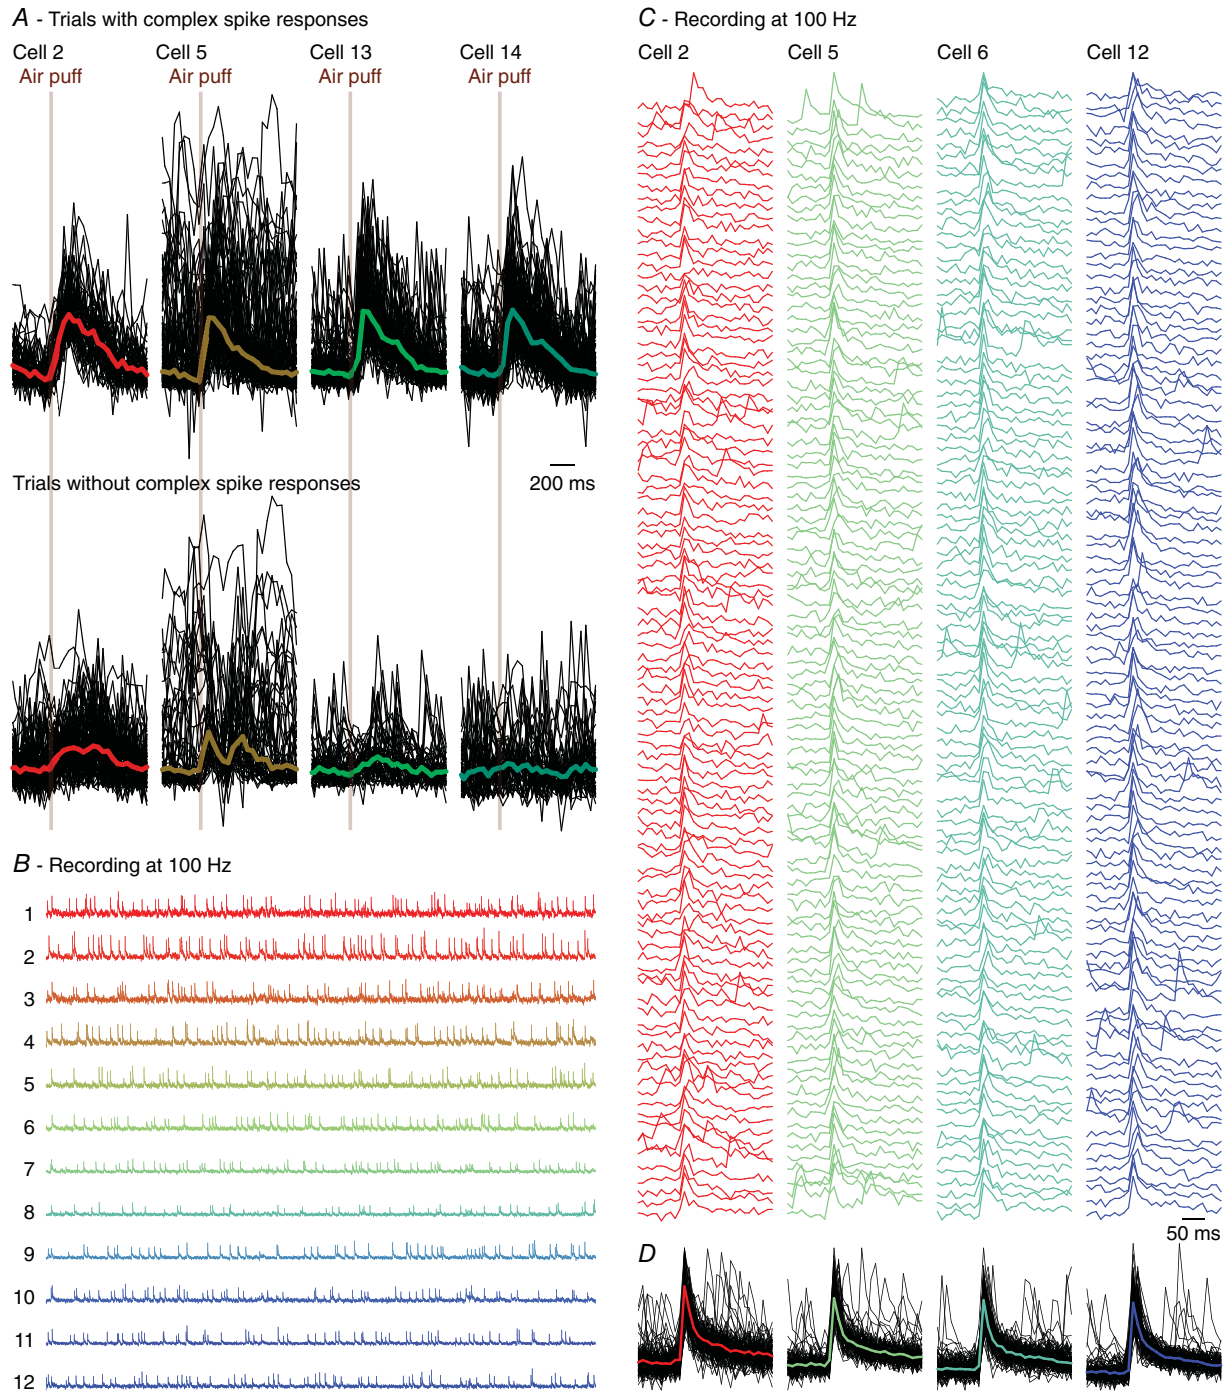 A - Trials with complex spike responses
Cell 2 Cell 5 Cell 13 Cell 14
Air puff Air puff Air puff Air puff
200 ms
Trials without complex spike responses
B - Recording at 100 Hz
1
2
3
4
5
6
7
8
9
10
11
12
C - Recording at 100 Hz
Cell 2 Cell 5 Cell 6 Cell 12
50 ms
D